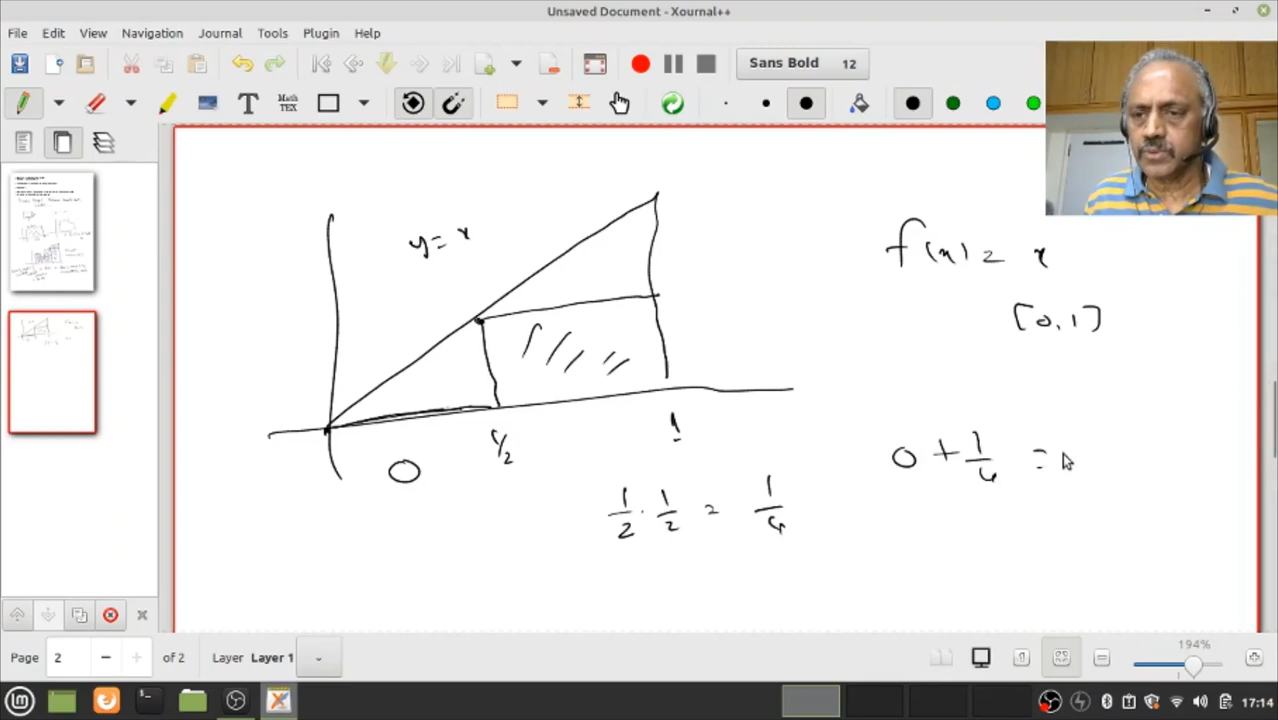 Unsaved Document - Xournal++
File Edit View Navigation Journal Tools Plugin Help
Sans Bold 12
Math TEX
y = x
f(x) = x
[0, 1]
0
1/2
1
1/2 . 1/2 = 1/4
0 + 1/4 =
Page 2 of 2 Layer Layer 1
194%
17:14